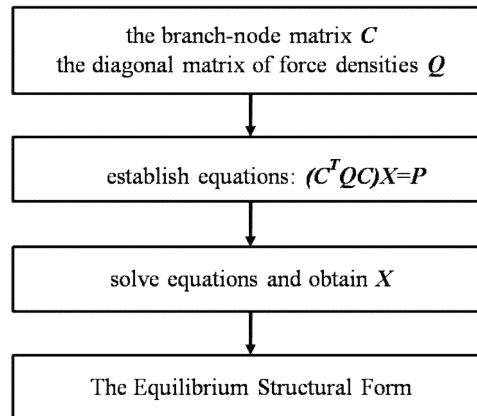 the branch-node matrix C
the diagonal matrix of force densities Q
establish equations: (CᵀQC)X=P
solve equations and obtain X
The Equilibrium Structural Form